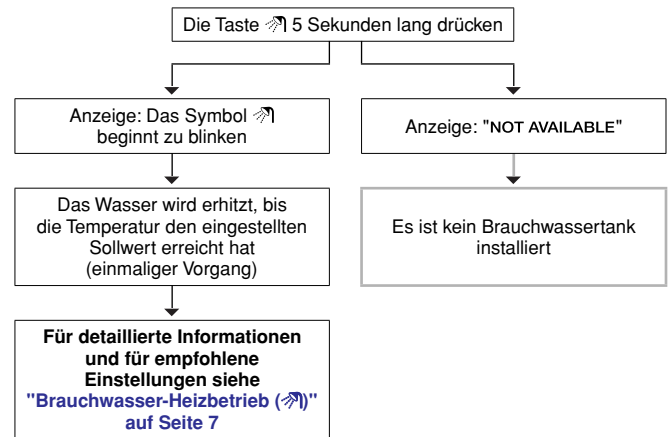 Die Taste 5 Sekunden lang drücken
Anzeige: Das Symbol
beginnt zu blinken
Anzeige: "NOT AVAILABLE"
Das Wasser wird erhitzt, bis
die Temperatur den eingestellten
Sollwert erreicht hat
(einmaliger Vorgang)
Es ist kein Brauchwassertank
installiert
Für detaillierte Informationen
und für empfohlene
Einstellungen siehe
"Brauchwasser-Heizbetrieb ()"
auf Seite 7